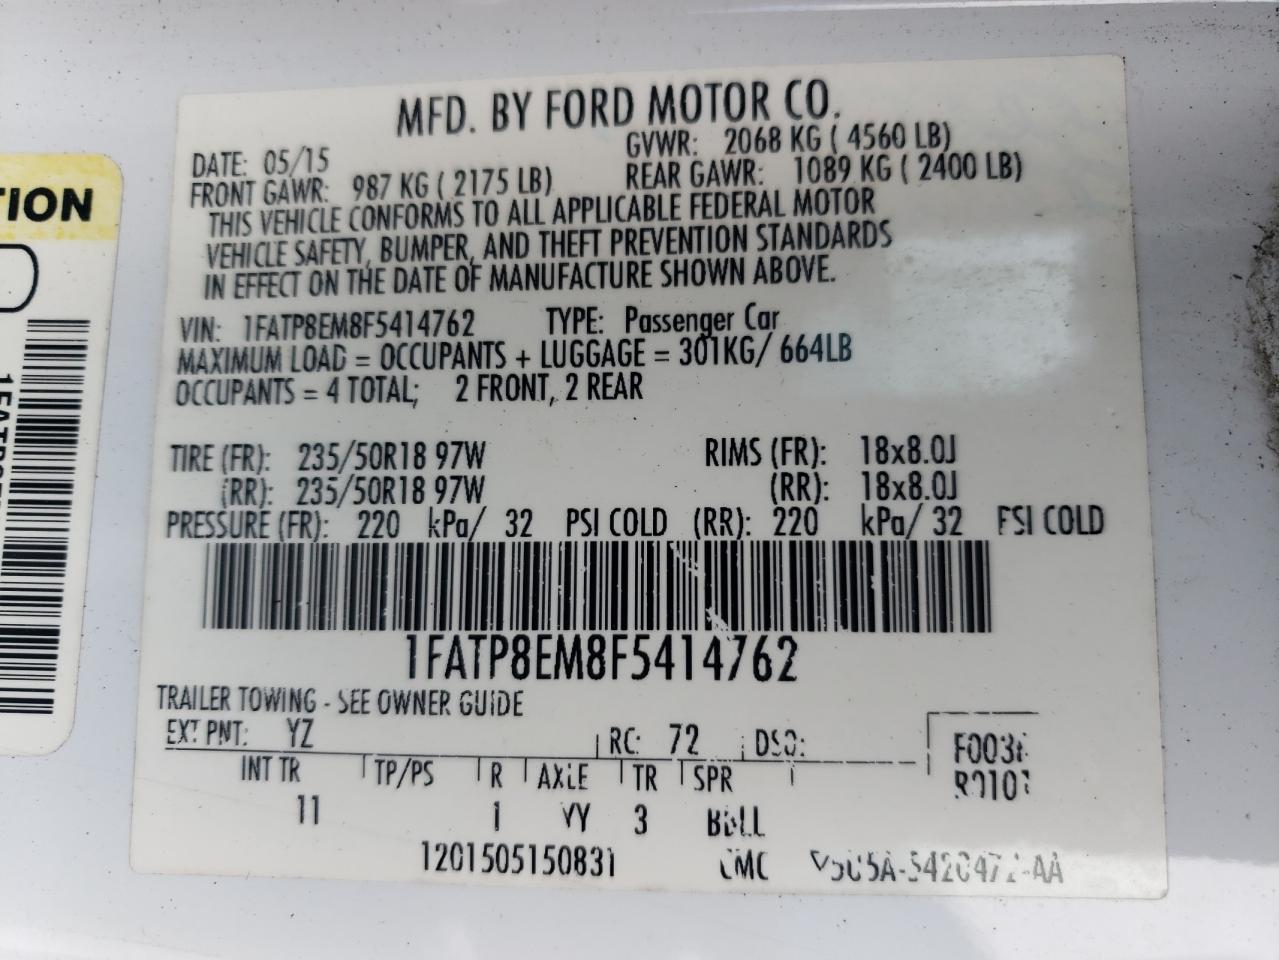 MFD. BY FORD MOTOR CO.
DATE: 05/15 GVWR: 2068 KG ( 4560 LB)
FRONT GAWR: 987 KG ( 2175 LB) REAR GAWR: 1089 KG ( 2400 LB)
THIS VEHICLE CONFORMS TO ALL APPLICABLE FEDERAL MOTOR
VEHICLE SAFETY, BUMPER, AND THEFT PREVENTION STANDARDS
IN EFFECT ON THE DATE OF MANUFACTURE SHOWN ABOVE.
VIN: 1FATP8EM8F5414762 TYPE: Passenger Car
MAXIMUM LOAD = OCCUPANTS + LUGGAGE = 301KG/ 664LB
OCCUPANTS = 4 TOTAL; 2 FRONT, 2 REAR
TIRE (FR): 235/50R18 97W RIMS (FR): 18x8.0J
(RR): 235/50R18 97W (RR): 18x8.0J
PRESSURE (FR): 220 kPa/ 32 PSI COLD (RR): 220 kPa/ 32 PSI COLD
1FATP8EM8F5414762
TRAILER TOWING - SEE OWNER GUIDE
EXT PNT: YZ RC: 72 DSO:
INT TR TP/PS R AXLE TR SPR
11 1 VY 3
1201505150831
TION